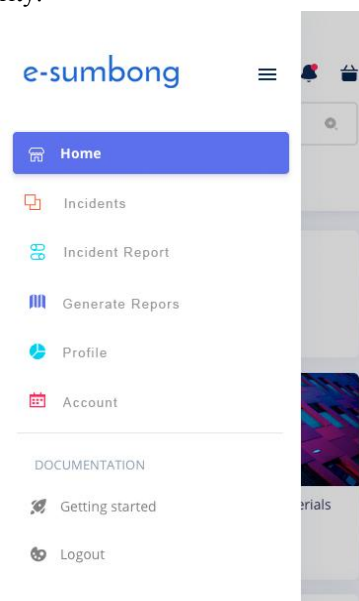 e-sumbong
Home
Incidents
Incident Report
Generate Repors
Profile
Account
DOCUMENTATION
Getting started
erials
Logout